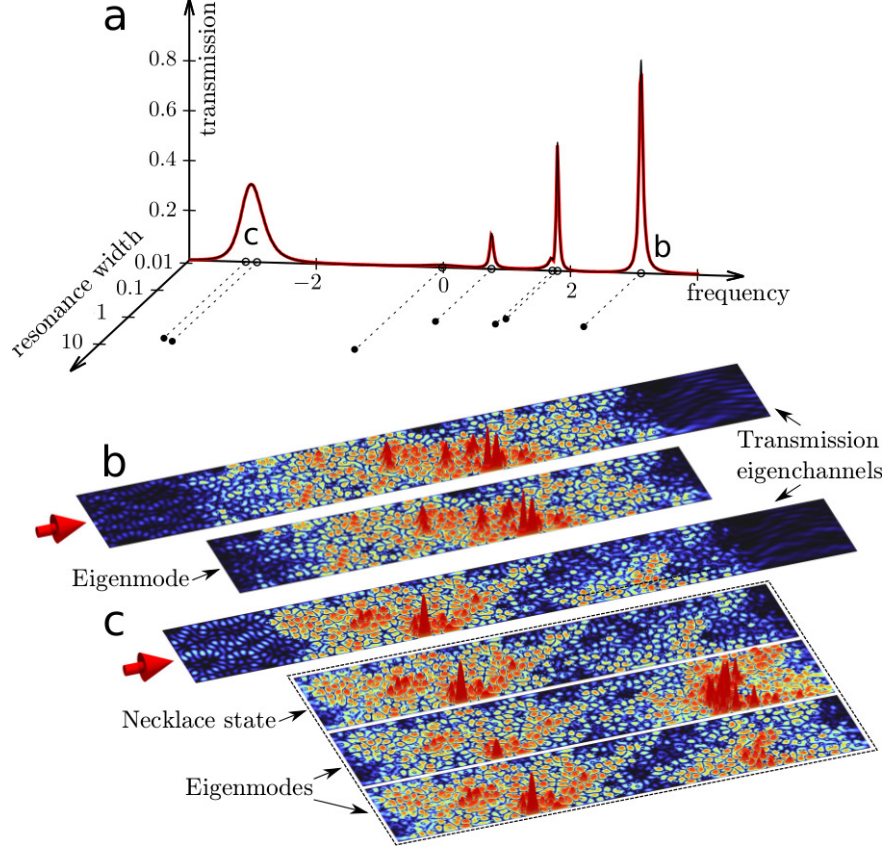 a
transmission
0.8
0.6
0.4
0.2
0.01
0.1
1
10
resonance width
c
b
−2
0
2
frequency
b
Transmission
eigenchannels
Eigenmode
c
Necklace state
Eigenmodes